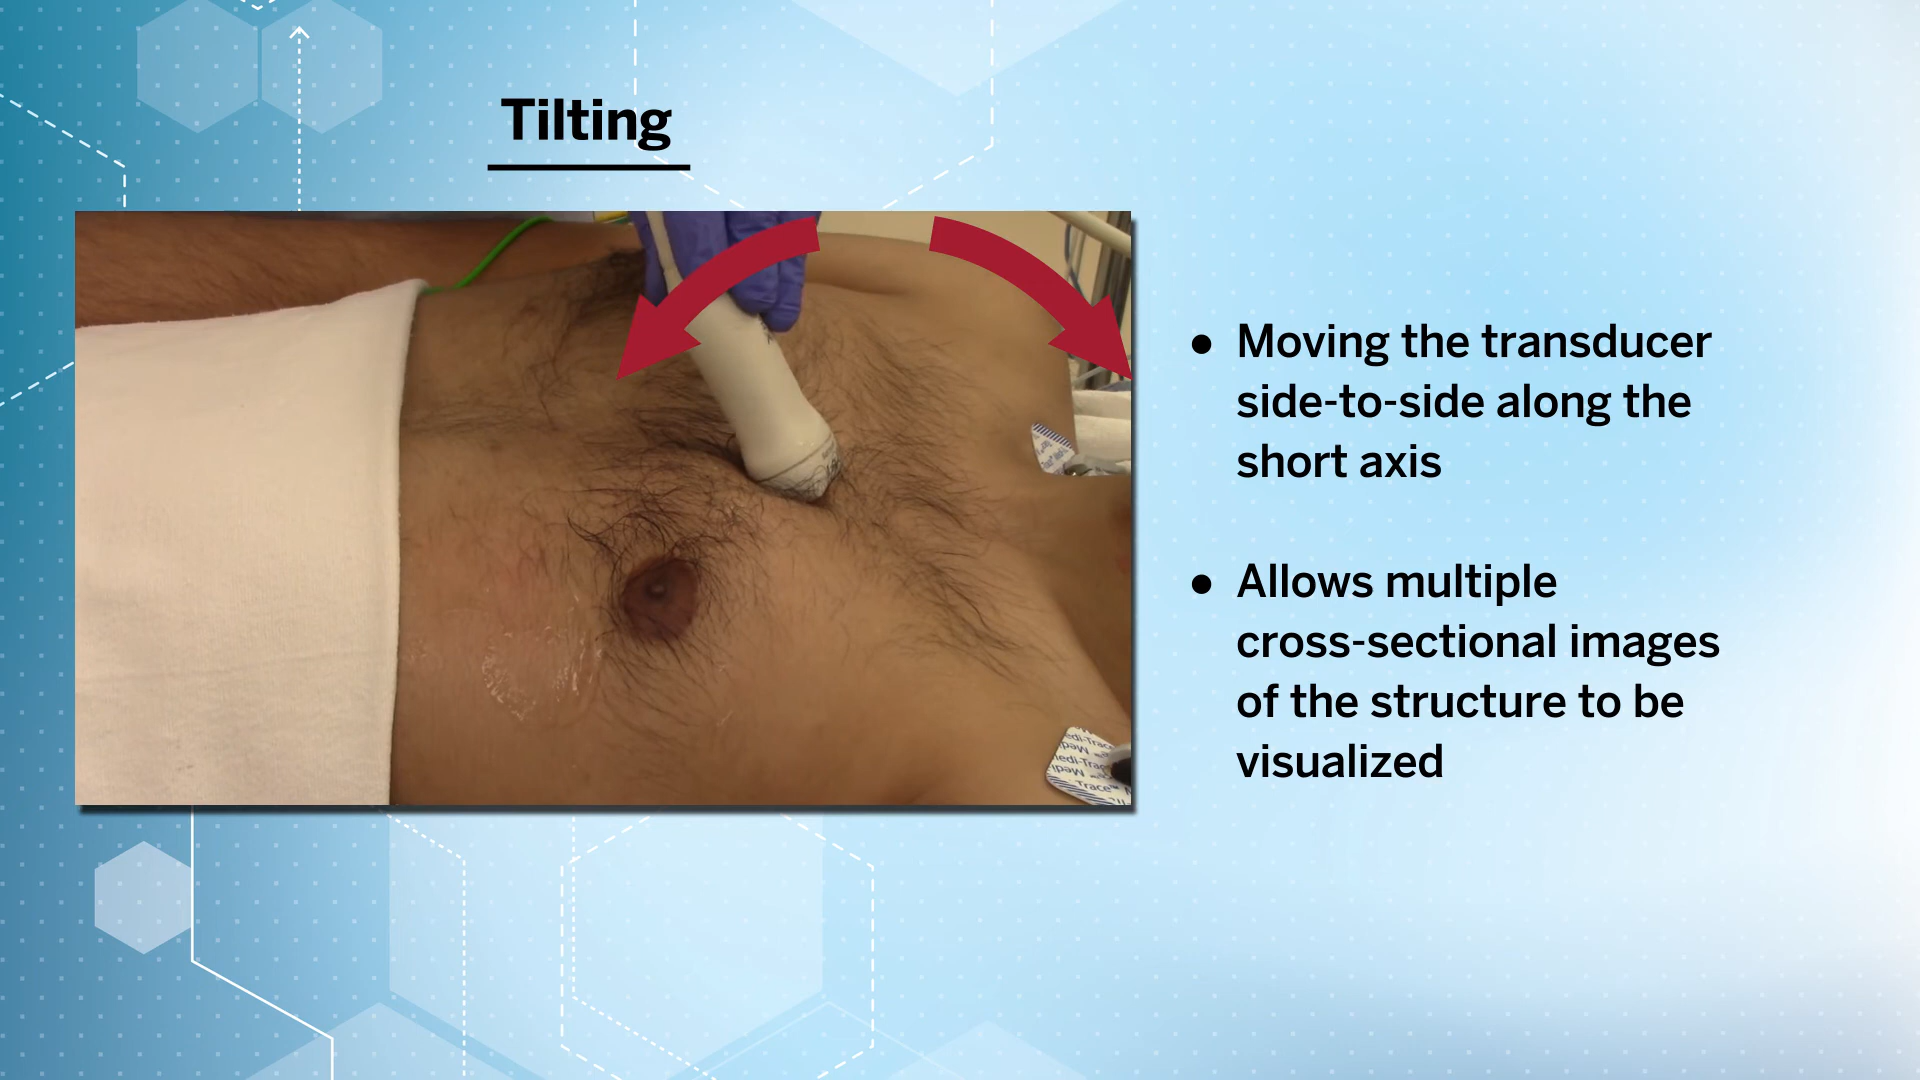 Tilting
● Moving the transducer
side-to-side along the
short axis
● Allows multiple
cross-sectional images
of the structure to be
visualized
Trace™